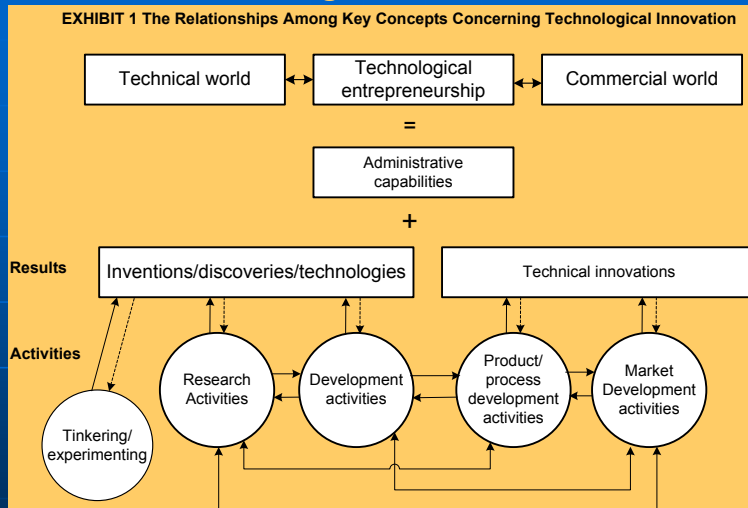 EXHIBIT 1 The Relationships Among Key Concepts Concerning Technological Innovation
Technical world
Technological
entrepreneurship
Commercial world
=
Administrative
capabilities
+
Results
Inventions/discoveries/technologies
Technical innovations
Activities
Tinkering/
experimenting
Research
Activities
Development
activities
Product/
process
development
activities
Market
Development
activities